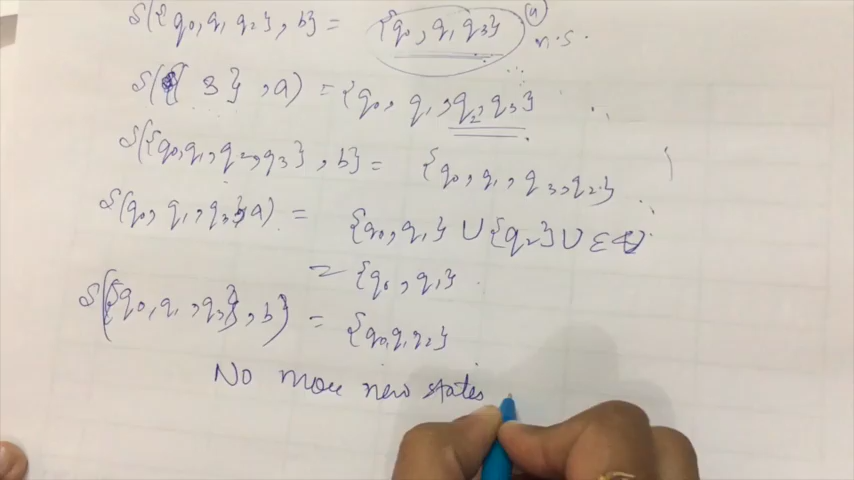 δ({q₀, q₁ q₂}, b} = {q₀, q₁ q₃} ⓐ n.s.
δ({ 3}, a) = {q₀, q₁, q₂, q₃}
δ({q₀, q₁, q₂, q₃}, b} = {q₀, q₁, q₃, q₂}
δ(q₀, q₁, q₃}, a) = {q₀, q₁} ∪ {q₂} ∪ ε
= {q₀, q₁}
δ({q₀, q₁, q₃}, b} = {q₀, q₁ q₂}
No more new states